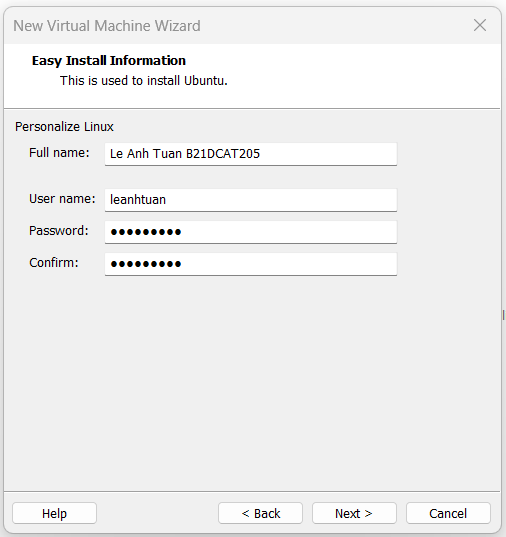 New Virtual Machine Wizard
Easy Install Information
This is used to install Ubuntu.
Personalize Linux
Full name: Le Anh Tuan B21DCAT205
User name: leanhtuan
Password: ●●●●●●●●●
Confirm: ●●●●●●●●●
Help < Back Next > Cancel